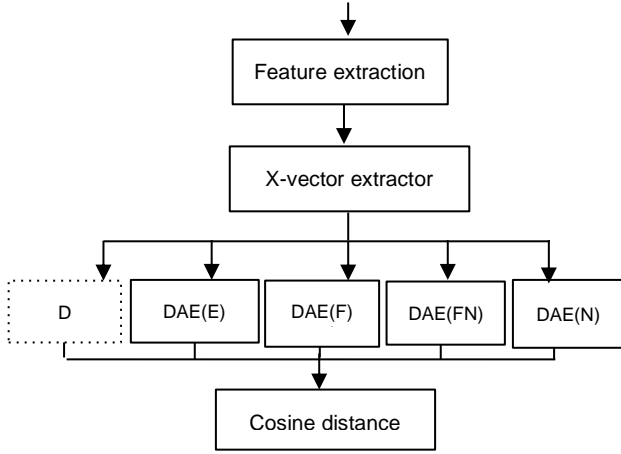 Feature extraction
X-vector extractor
D
DAE(E)
DAE(F)
DAE(FN)
DAE(N)
Cosine distance